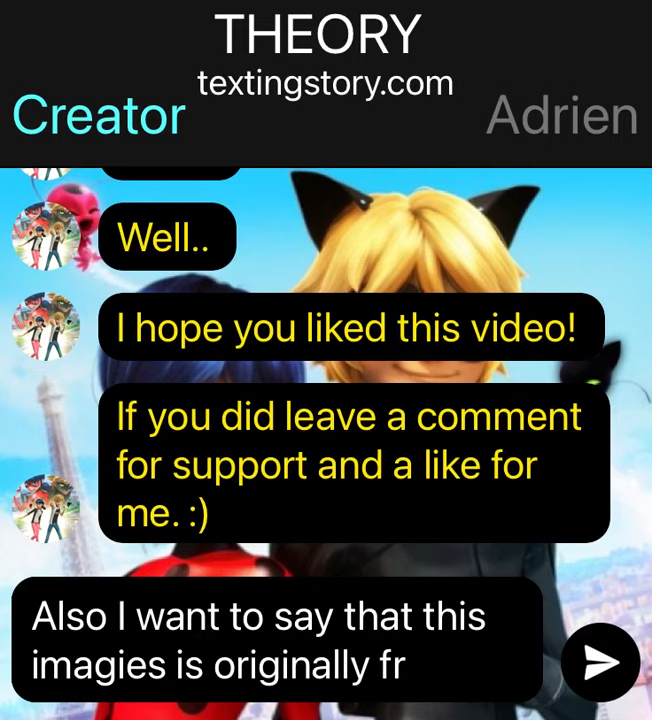 THEORY
textingstory.com
Creator
Adrien
Well..
I hope you liked this video!
If you did leave a comment
for support and a like for
me. :)
Also I want to say that this
imagies is originally fr